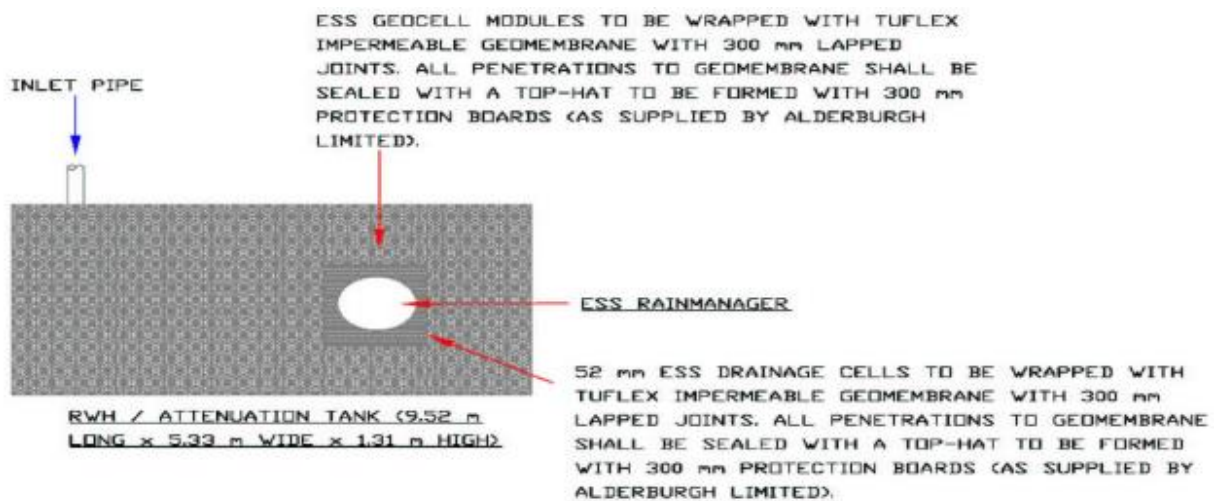 ESS GEOCELL MODULES TO BE WRAPPED WITH TUFLEX
IMPERMEABLE GEOMEMBRANE WITH 300 mm LAPPED
JOINTS. ALL PENETRATIONS TO GEOMEMBRANE SHALL BE
SEALED WITH A TOP-HAT TO BE FORMED WITH 300 mm
PROTECTION BOARDS (AS SUPPLIED BY ALDERBURGH
LIMITED).
INLET PIPE
ESS RAINMANAGER
52 mm ESS DRAINAGE CELLS TO BE WRAPPED WITH
TUFLEX IMPERMEABLE GEOMEMBRANE WITH 300 mm
LAPPED JOINTS. ALL PENETRATIONS TO GEOMEMBRANE
SHALL BE SEALED WITH A TOP-HAT TO BE FORMED
WITH 300 mm PROTECTION BOARDS (AS SUPPLIED BY
ALDERBURGH LIMITED).
RWH / ATTENUATION TANK (9.52 m
LONG x 5.33 m WIDE x 1.31 m HIGH)